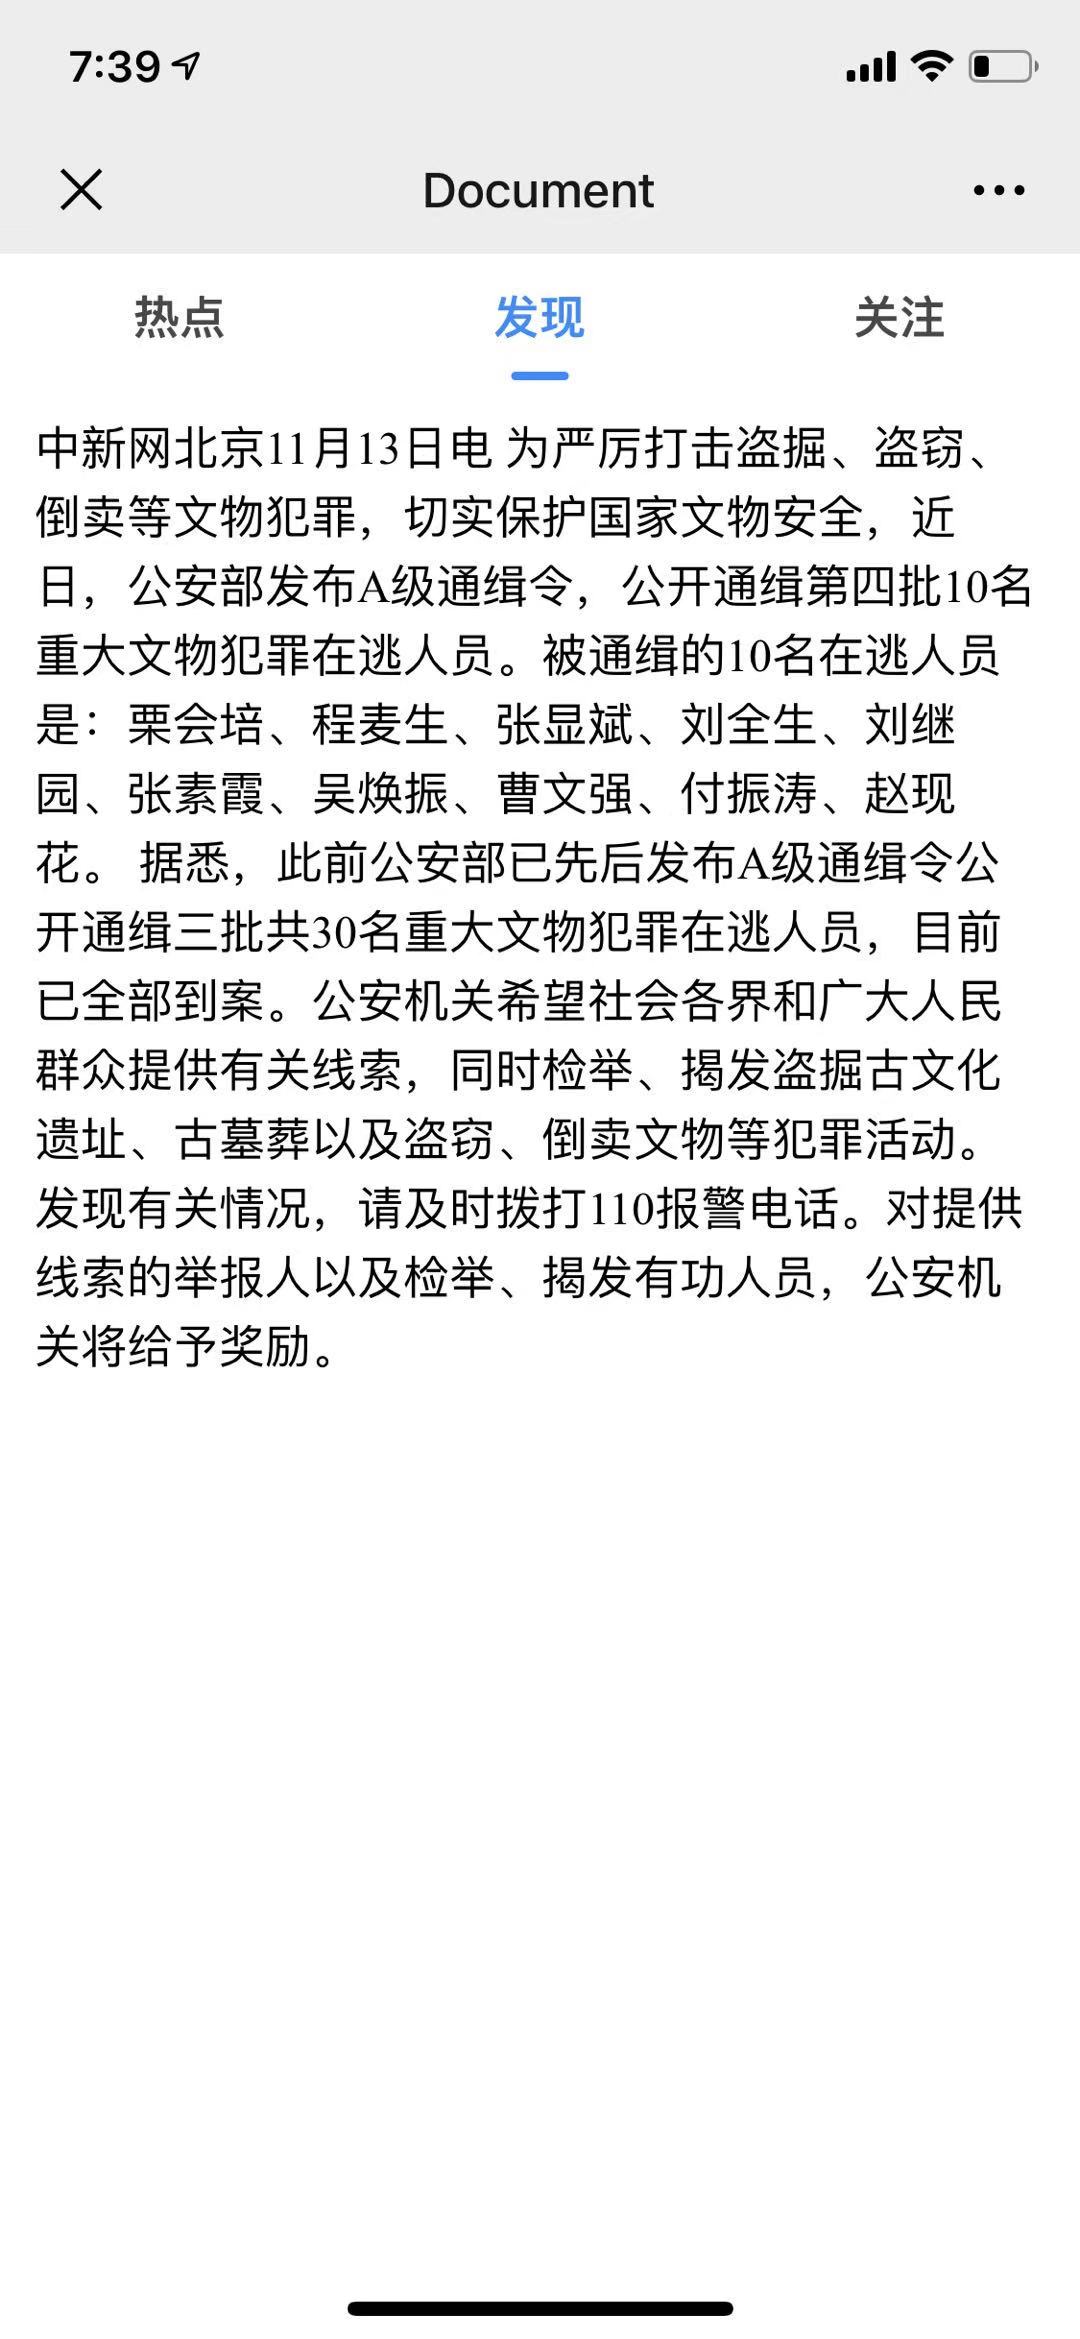 7:39
Document
热点
发现
关注
中新网北京11月13日电 为严厉打击盗掘、盗窃、
倒卖等文物犯罪，切实保护国家文物安全，近
日，公安部发布A级通缉令，公开通缉第四批10名
重大文物犯罪在逃人员。被通缉的10名在逃人员
是：栗会培、程麦生、张显斌、刘全生、刘继
园、张素霞、吴焕振、曹文强、付振涛、赵现
花。 据悉，此前公安部已先后发布A级通缉令公
开通缉三批共30名重大文物犯罪在逃人员，目前
已全部到案。公安机关希望社会各界和广大人民
群众提供有关线索，同时检举、揭发盗掘古文化
遗址、古墓葬以及盗窃、倒卖文物等犯罪活动。
发现有关情况，请及时拨打110报警电话。对提供
线索的举报人以及检举、揭发有功人员，公安机
关将给予奖励。